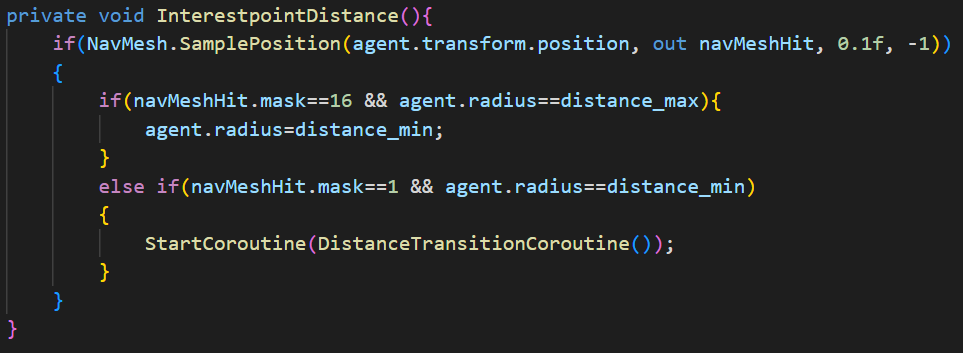 private void InterestpointDistance(){
    if(NavMesh.SamplePosition(agent.transform.position, out navMeshHit, 0.1f, -1))
    {
        if(navMeshHit.mask==16 && agent.radius==distance_max){
            agent.radius=distance_min;
        }
        else if(navMeshHit.mask==1 && agent.radius==distance_min)
        {
            StartCoroutine(DistanceTransitionCoroutine());
        }
    }
}